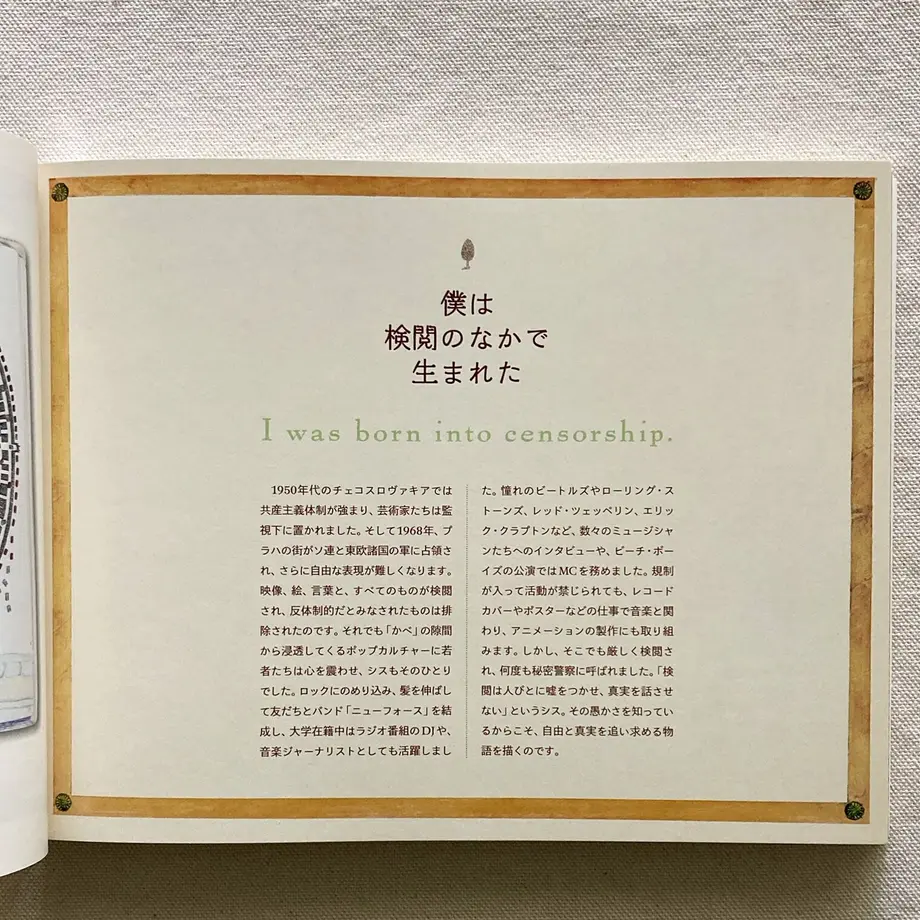 僕は
検閲のなかで
生まれた
I was born into censorship.
1950年代のチェコスロヴァキアでは
共産主義体制が強まり、芸術家たちは監
視下に置かれました。そして1968年、プ
ラハの街がソ連と東欧諸国の軍に占領さ
れ、さらに自由な表現が難しくなります。
映像、絵、言葉と、すべてのものが検閲
され、反体制的だとみなされたものは排
除されたのです。それでも「かべ」の隙間
から浸透してくるポップカルチャーに若
者たちは心を震わせ、シスもそのひとり
でした。ロックにのめり込み、髪を伸ばし
て友だちとバンド「ニューフォース」を結
成し、大学在籍中はラジオ番組のDJや、
音楽ジャーナリストとしても活躍しまし
た。憧れのビートルズやローリング・ス
トーンズ、レッド・ツェッペリン、エリッ
ク・クラプトンなど、数々のミュージシャ
ンたちへのインタビューや、ビーチ・ボー
イズの公演ではMCを務めました。規制
が入って活動が禁じられても、レコード
カバーやポスターなどの仕事で音楽と関
わり、アニメーションの製作にも取り組
みます。しかし、そこでも厳しく検閲さ
れ、何度も秘密警察に呼ばれました。「検
閲は人びとに嘘をつかせ、真実を話させ
ない」というシス。その愚かさを知ってい
るからこそ、自由と真実を追い求める物
語を描くのです。